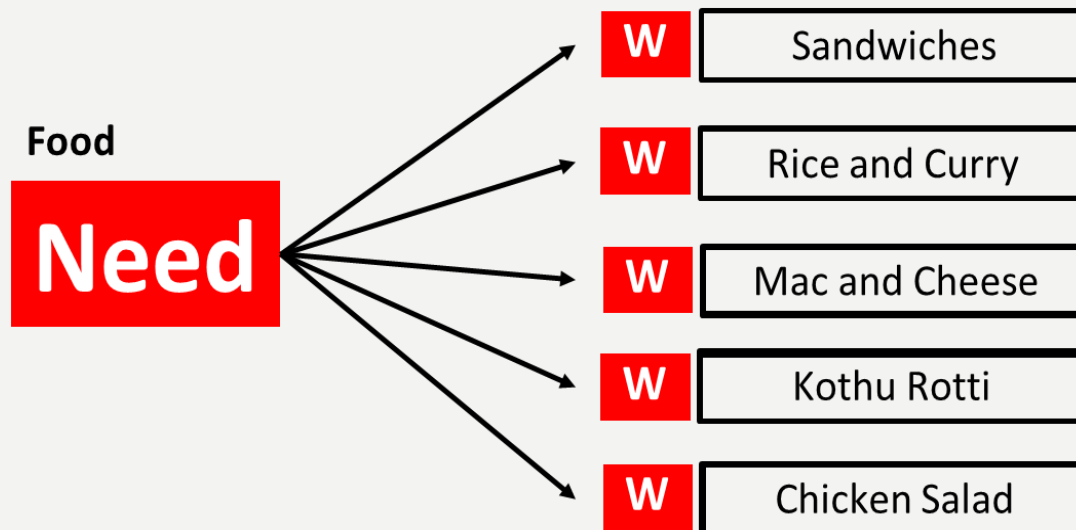 Food
Need
W Sandwiches
W Rice and Curry
W Mac and Cheese
W Kothu Rotti
W Chicken Salad